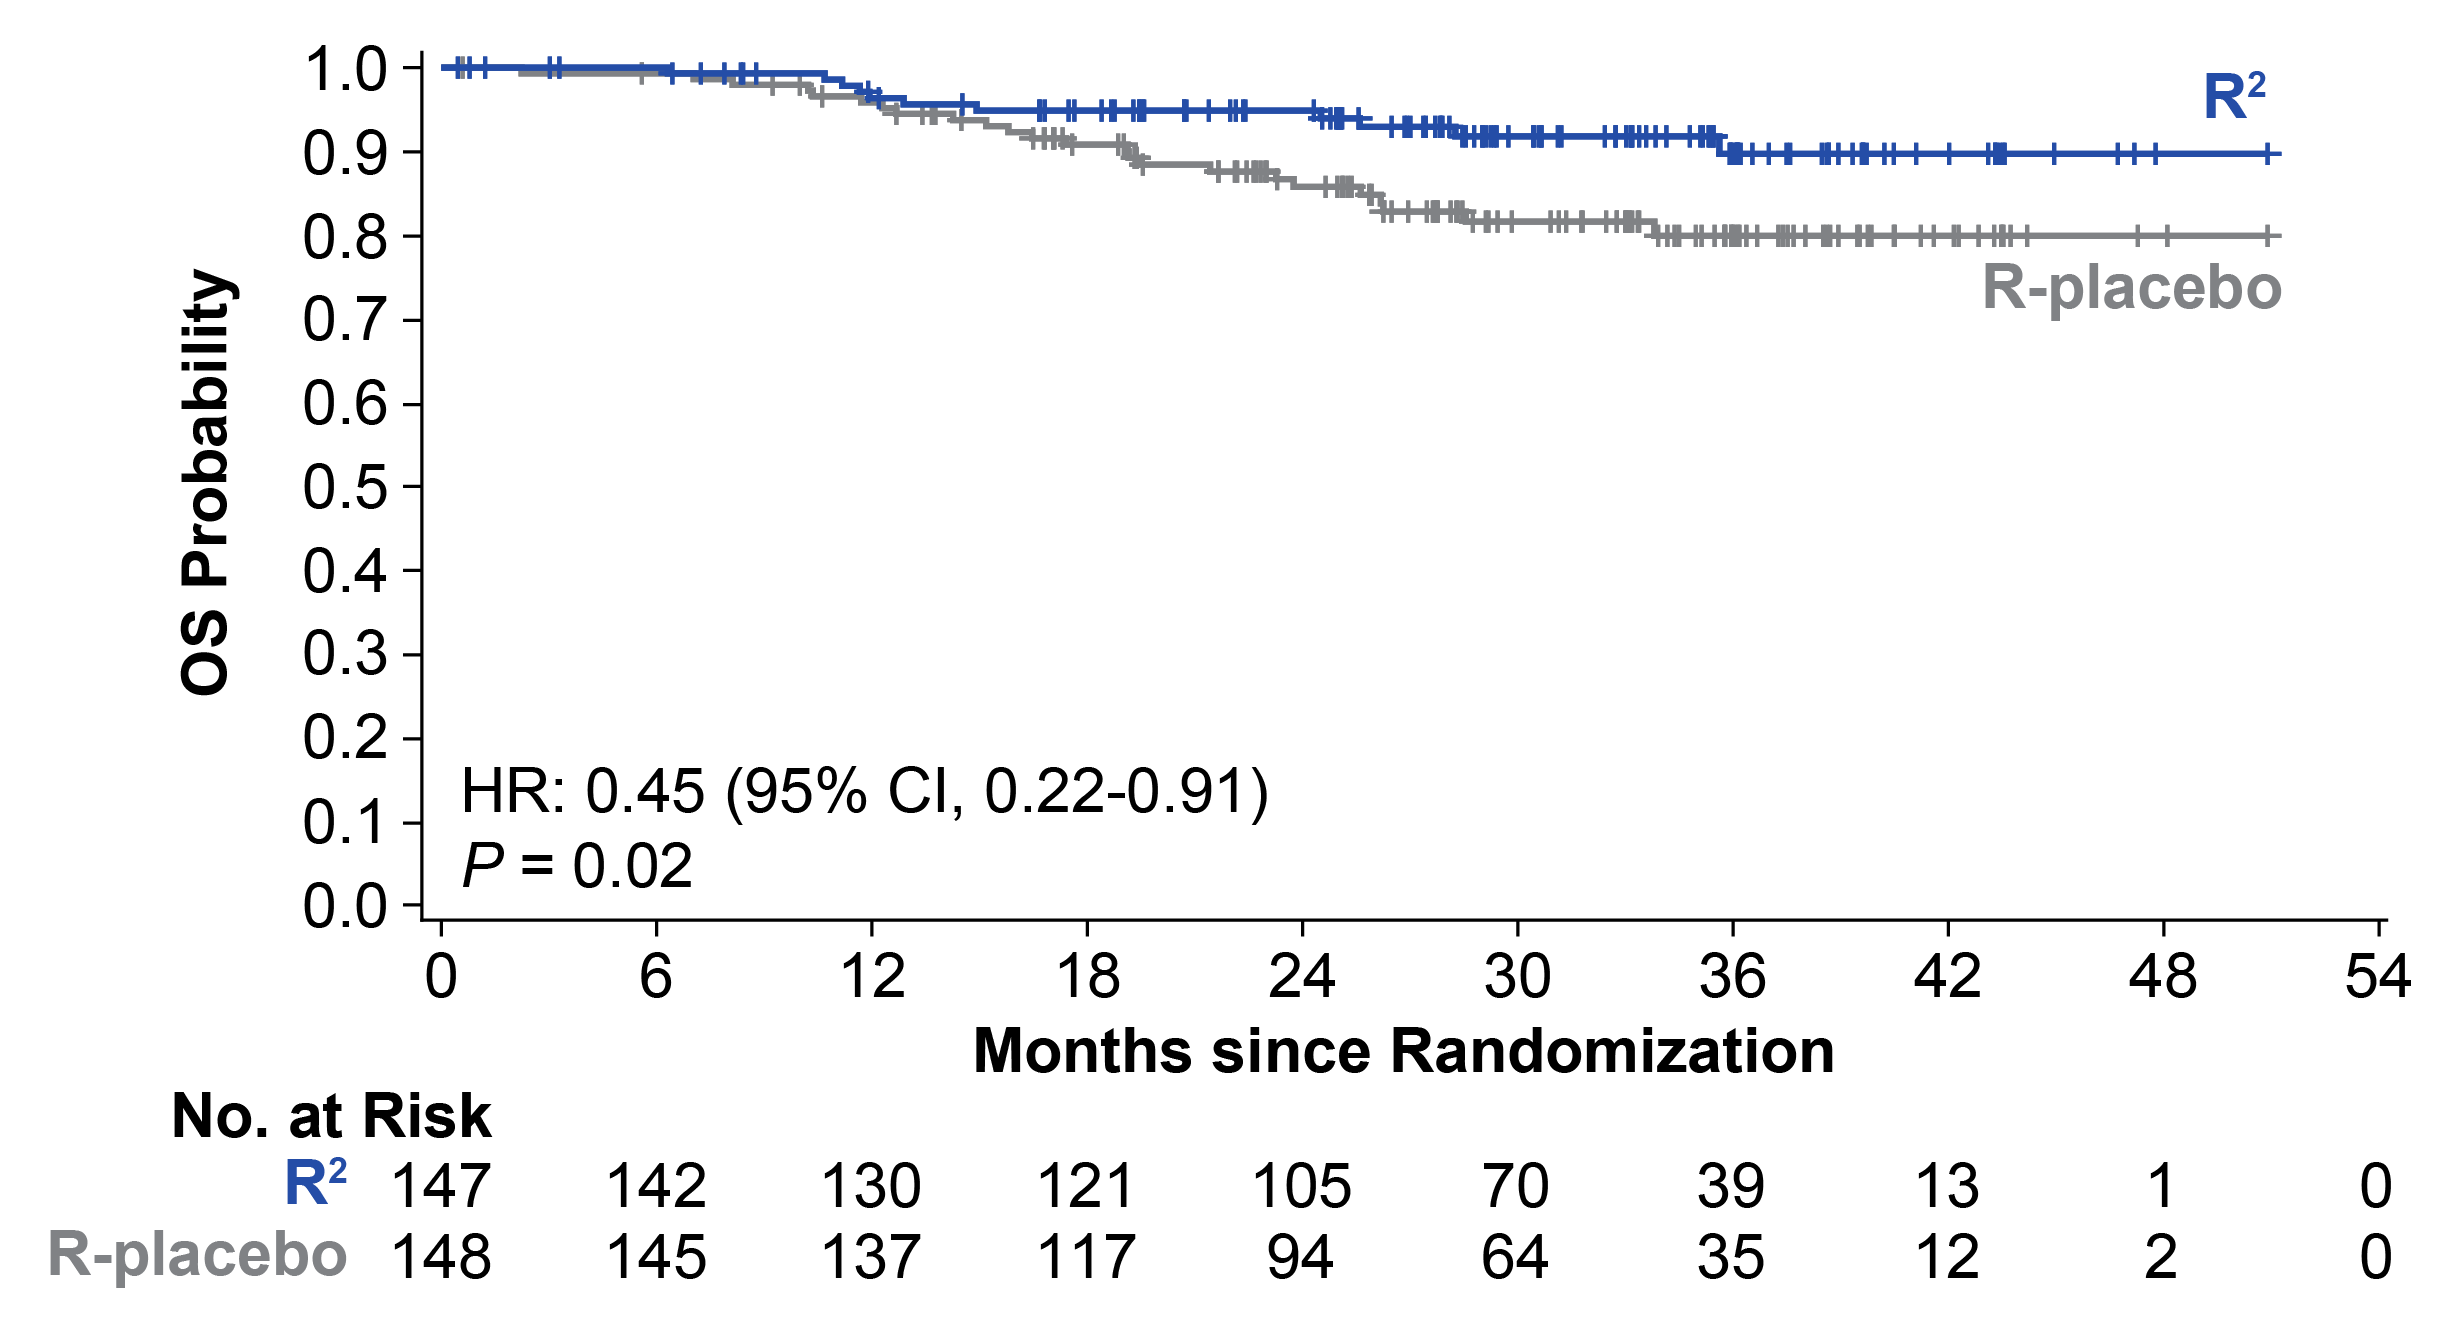 1.0
0.9
0.8
0.7
0.6
0.5
0.4
0.3
0.2
0.1
0.0
OS Probability
R²
R-placebo
HR: 0.45 (95% CI, 0.22-0.91)
P = 0.02
0 6 12 18 24 30 36 42 48 54
Months since Randomization
No. at Risk
R² 147 142 130 121 105 70 39 13 1 0
R-placebo 148 145 137 117 94 64 35 12 2 0